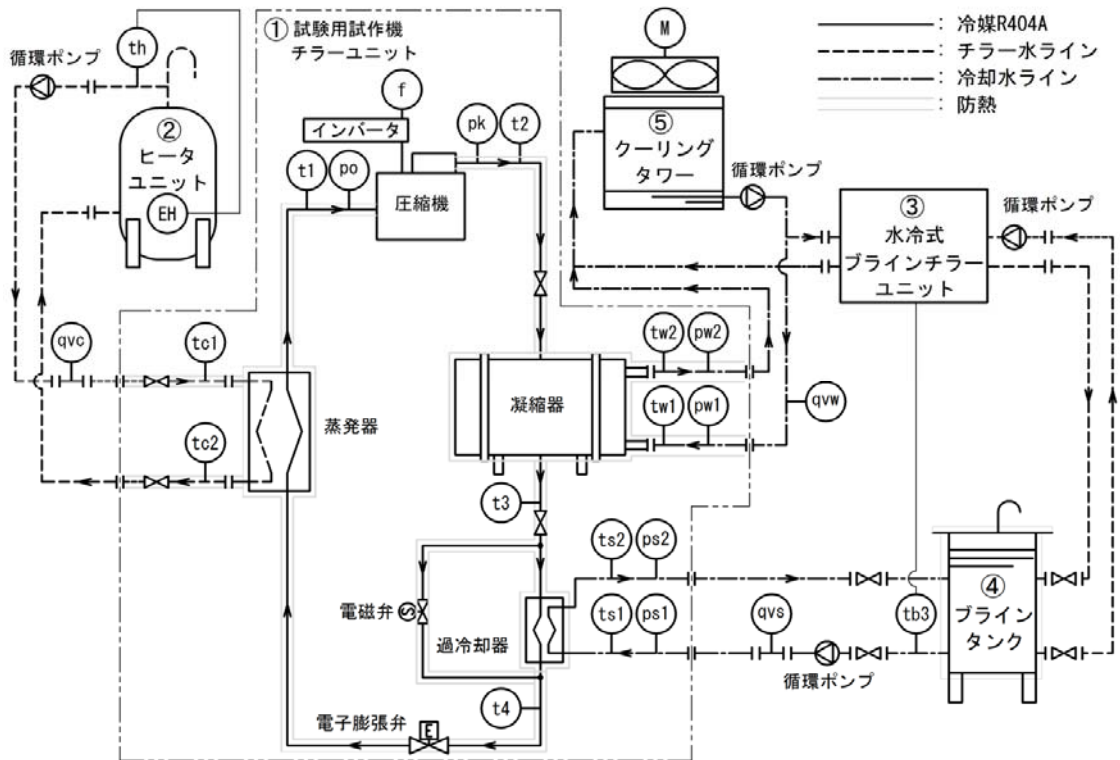 ① 試験用試作機
チラーユニット
th
循環ポンプ
②
ヒータ
ユニット
EH
f
インバータ
t1
po
pk
t2
圧縮機
M
⑤
クーリング
タワー
循環ポンプ
: 冷媒R404A
: チラー水ライン
: 冷却水ライン
: 防熱
③
水冷式
ブラインチラー
ユニット
循環ポンプ
qvc
tc1
tc2
蒸発器
凝縮器
tw2
pw2
tw1
pw1
qvw
t3
電磁弁
S
過冷却器
ts2
ps2
ts1
ps1
qvs
循環ポンプ
tb3
④
ブライン
タンク
t4
電子膨張弁
E